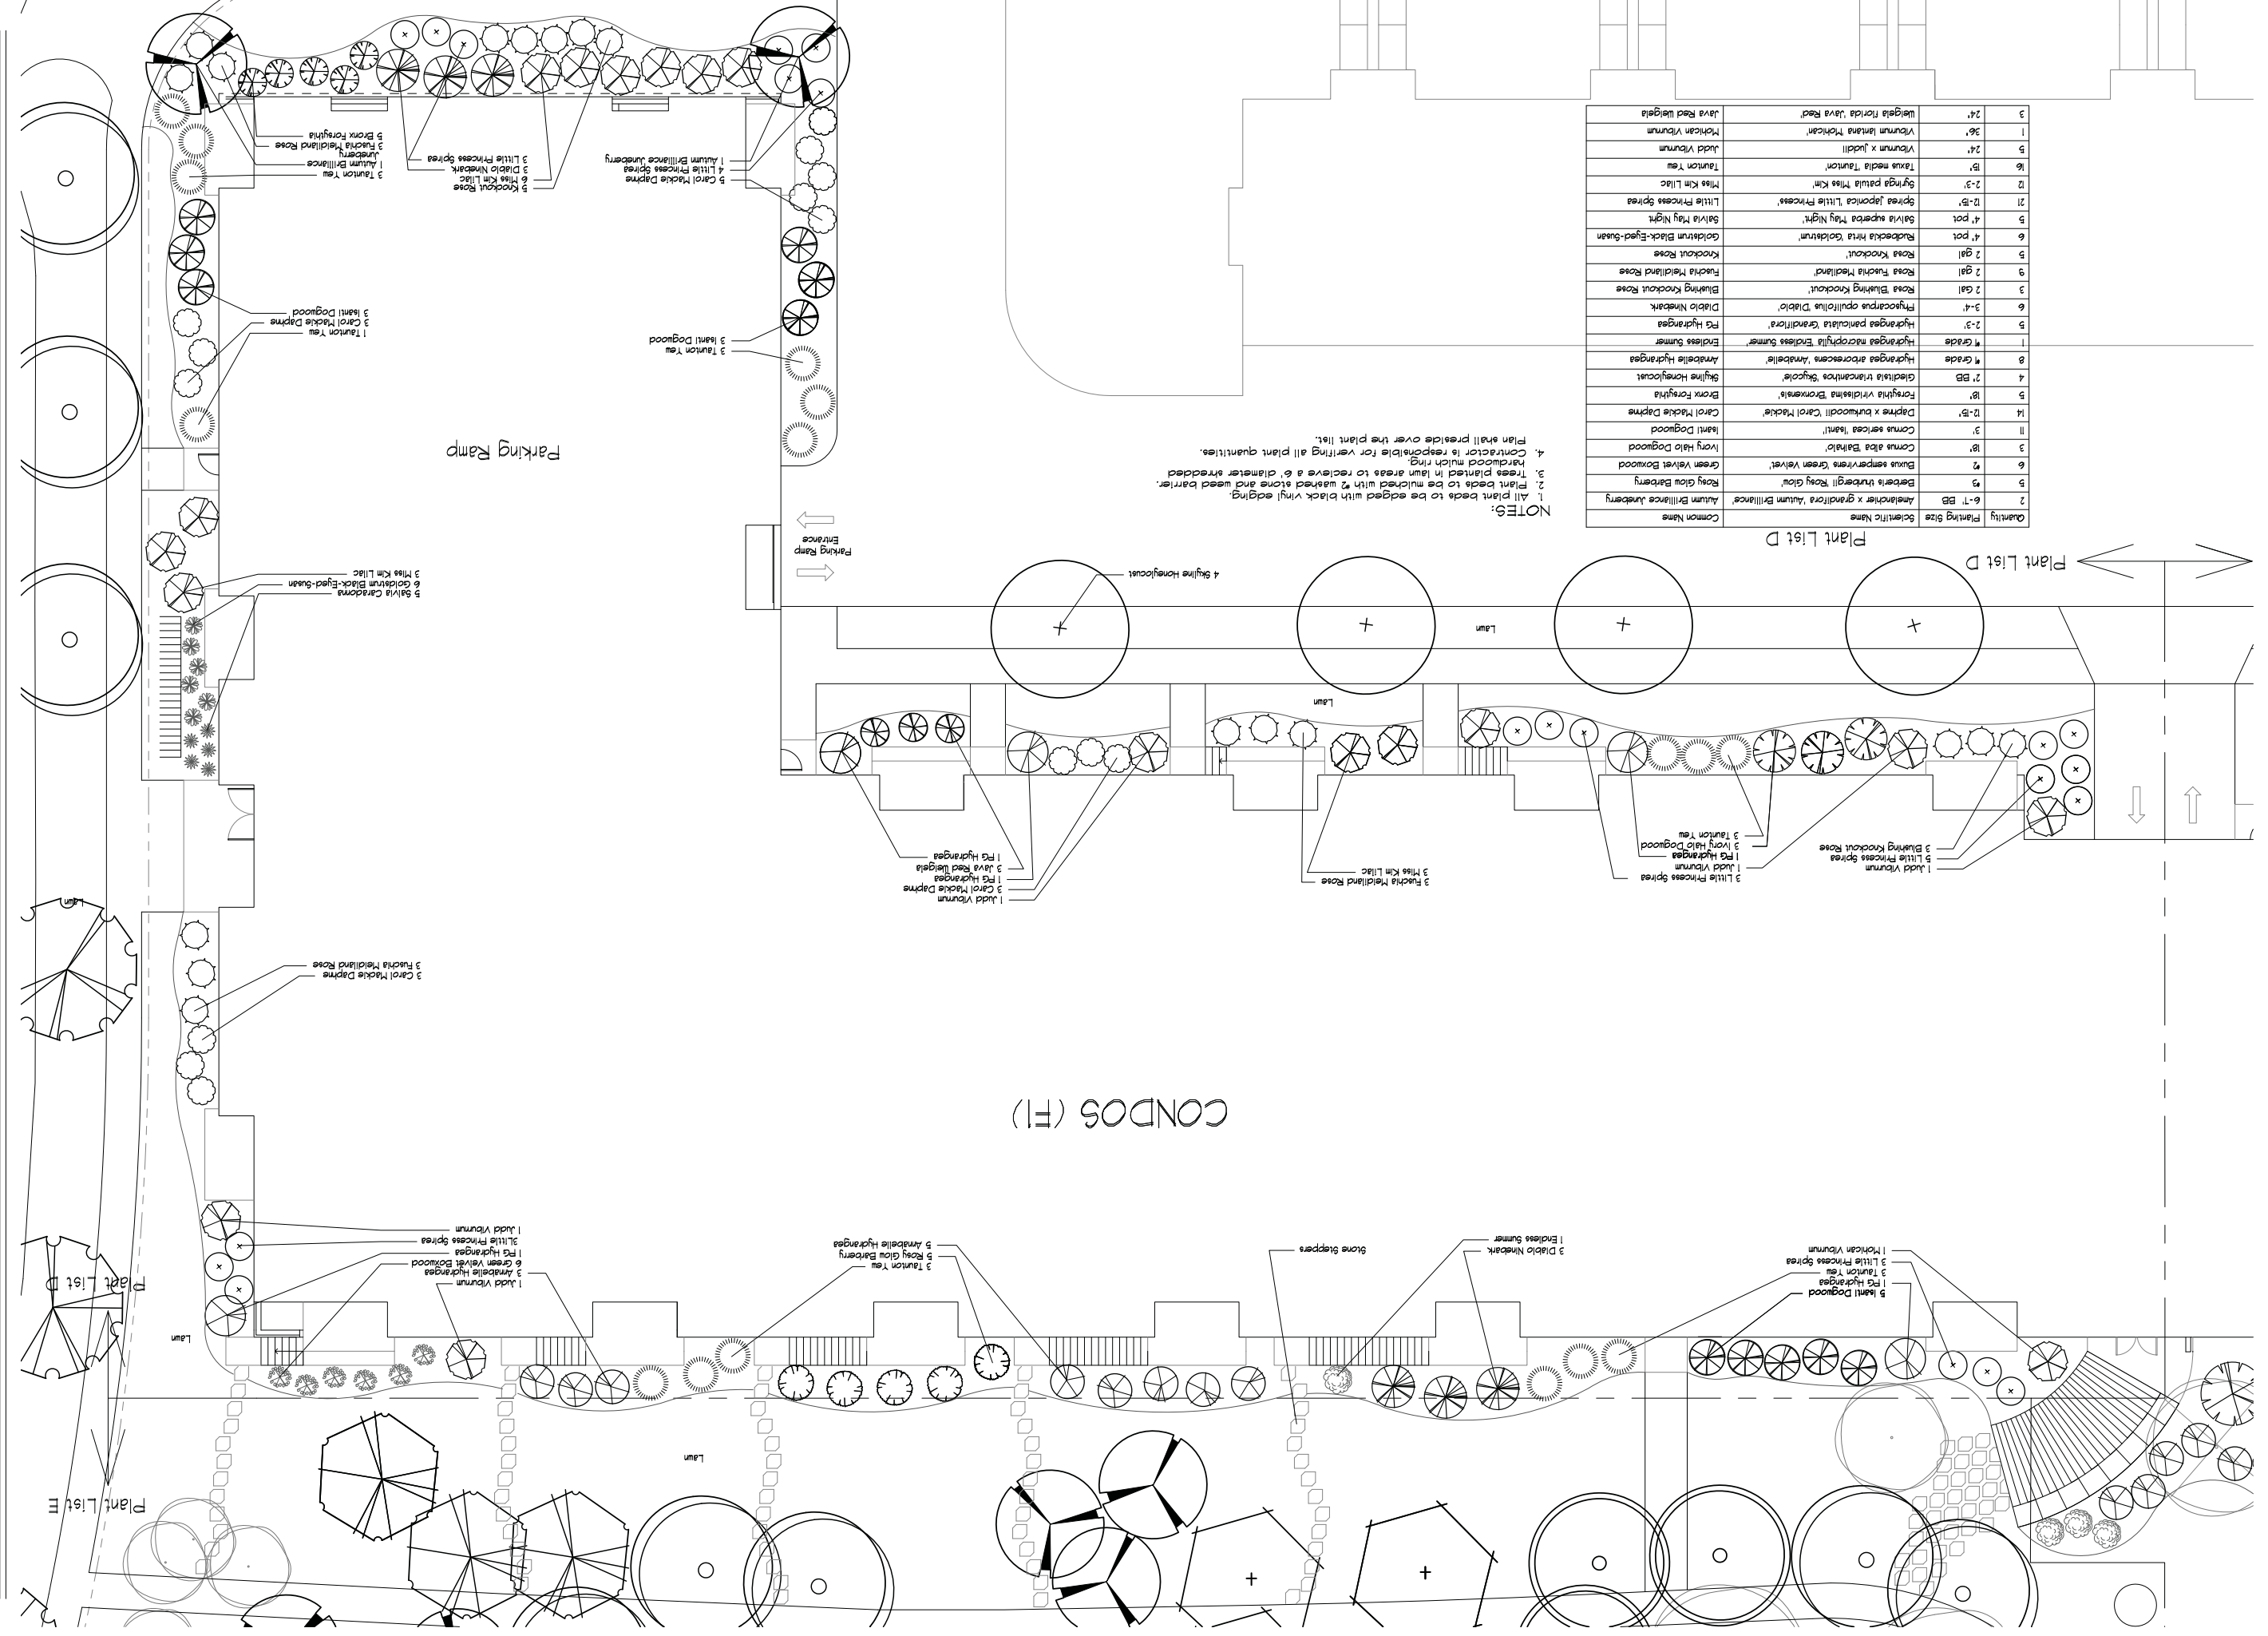 Plant List E
Lawn
1 Mohican Viburnum
3 Little Princess Spirea
3 Taunton Yew
1 PG Hydrangea
5 Isanti Dogwood
1 Endless Summer
3 Diablo Ninebark
Stone Steppers
5 Annabelle Hydrangea
5 Rosy Glow Barberry
3 Taunton Yew
1 Judd Viburnum
3 Annabelle Hydrangea
6 Green Velvet Boxwood
1 PG Hydrangea
3Little Princess Spirea
1 Judd Viburnum
Lawn
Plant List D
CONDOS (F1)
3 Carol Mackie Daphne
3 Fuschia Meidiland Rose
Lawn
1 Judd Viburnum
5 Little Princess Spirea
3 Blushing Knockout Rose
3 Little Princess Spirea
1 Judd Viburnum
1 PG Hydrangea
3 Ivory Halo Dogwood
3 Taunton Yew
3 Fuschia Meidiland Rose
3 Miss Kim Lilac
1 Judd Viburnum
3 Carol Mackie Daphne
1 PG Hydrangea
3 Java Red Weigela
1 PG Hydrangea
Lawn
Lawn
4 Skyline Honeylocust
5 Salvia Caradonna
6 Goldstrum Black-Eyed-Susan
3 Miss Kim Lilac
Parking Ramp
Entrance
Plant List D
Plant List D
Quantity Planting Size Scientific Name Common Name
2 6-7' BB Amelanchier x grandiflora 'Autumn Brilliance' Autumn Brilliance Juneberry
5 #3 Berberis thunbergii 'Rosy Glow' Rosy Glow Barberry
6 #2 Buxus sempervirens 'Green Velvet' Green Velvet Boxwood
3 18" Cornus alba 'Bailhalo' Ivory Halo Dogwood
11 3' Cornus sericea 'Isanti' Isanti Dogwood
14 12-15" Daphne x burkwoodii 'Carol Mackie' Carol Mackie Daphne
5 18" Forsythia viridissima 'Bronxensis' Bronx Forsythia
4 2" BB Gleditsia triancanthos 'Skycole' Skyline Honeylocust
8 #1 Grade Hydrangea arborescens 'Annabelle' Annabelle Hydrangea
1 #1 Grade Hydrangea macrophylla 'Endless Summer' Endless Summer
5 2-3' Hydrangea paniculata 'Grandiflora' PG Hydrangea
6 3-4' Physocarpus opulifolius 'Diablo' Diablo Ninebark
3 2 Gal Rosa 'Blushing Knockout' Blushing Knockout Rose
9 2 gal Rosa 'Fuschia Mediland' Fuschia Meidiland Rose
5 2 gal Rosa 'Knockout' Knockout Rose
6 4" pot Rudbeckia hirta 'Goldstrum' Goldstrum Black-Eyed-Susan
5 4" pot Salvia superba 'May Night' Salvia May Night
21 12-15" Spirea japonica 'Little Princess' Little Princess Spirea
12 2-3' Syringa patula 'Miss Kim' Miss Kim Lilac
16 15" Taxus media 'Taunton' Taunton Yew
5 24" Viburnum x juddii Judd Viburnum
1 36" Viburnum lantana 'Mohican' Mohican Viburnum
3 24" Weigela florida 'Java Red' Java Red Weigela
NOTES:
1. All plant beds to be edged with black vinyl edging.
2. Plant beds to be mulched with #2 washed stone and weed barrier.
3. Trees planted in lawn areas to recieve a 6' diameter shredded
hardwood mulch ring.
4. Contractor is responsible for verifing all plant quantities.
Plan shall preside over the plant list.
Parking Ramp
3 Taunton Yew
3 Isanti Dogwood
1 Taunton Yew
3 Carol Mackie Daphne
3 Isanti Dogwood
5 Carol Mackie Daphne
4 Little Princess Spirea
1 Autumn Brilliance Juneberry
5 Knockout Rose
6 Miss Kim Lilac
3 Diablo Ninebark
3 Little Princess Spirea
3 Taunton Yew
1 Autumn Brilliance
Juneberry
3 Fuschia Meidiland Rose
5 Bronx Forsythia